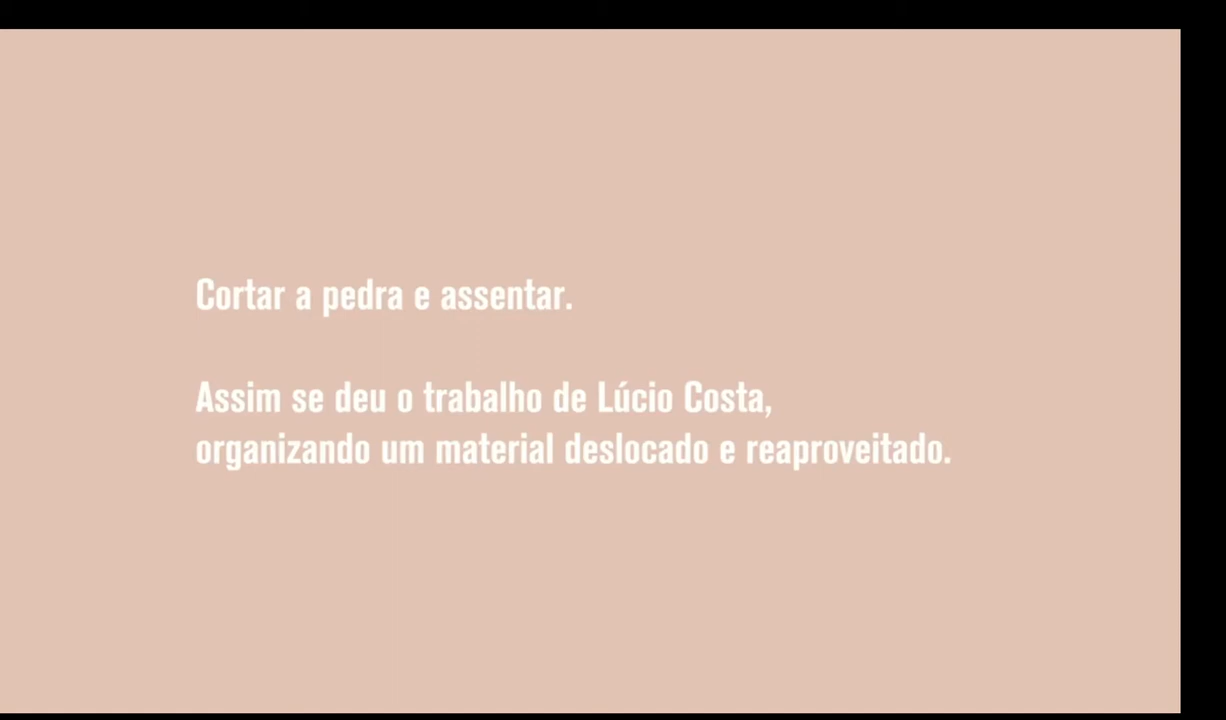 Cortar a pedra e assentar.
Assim se deu o trabalho de Lúcio Costa,
organizando um material deslocado e reaproveitado.